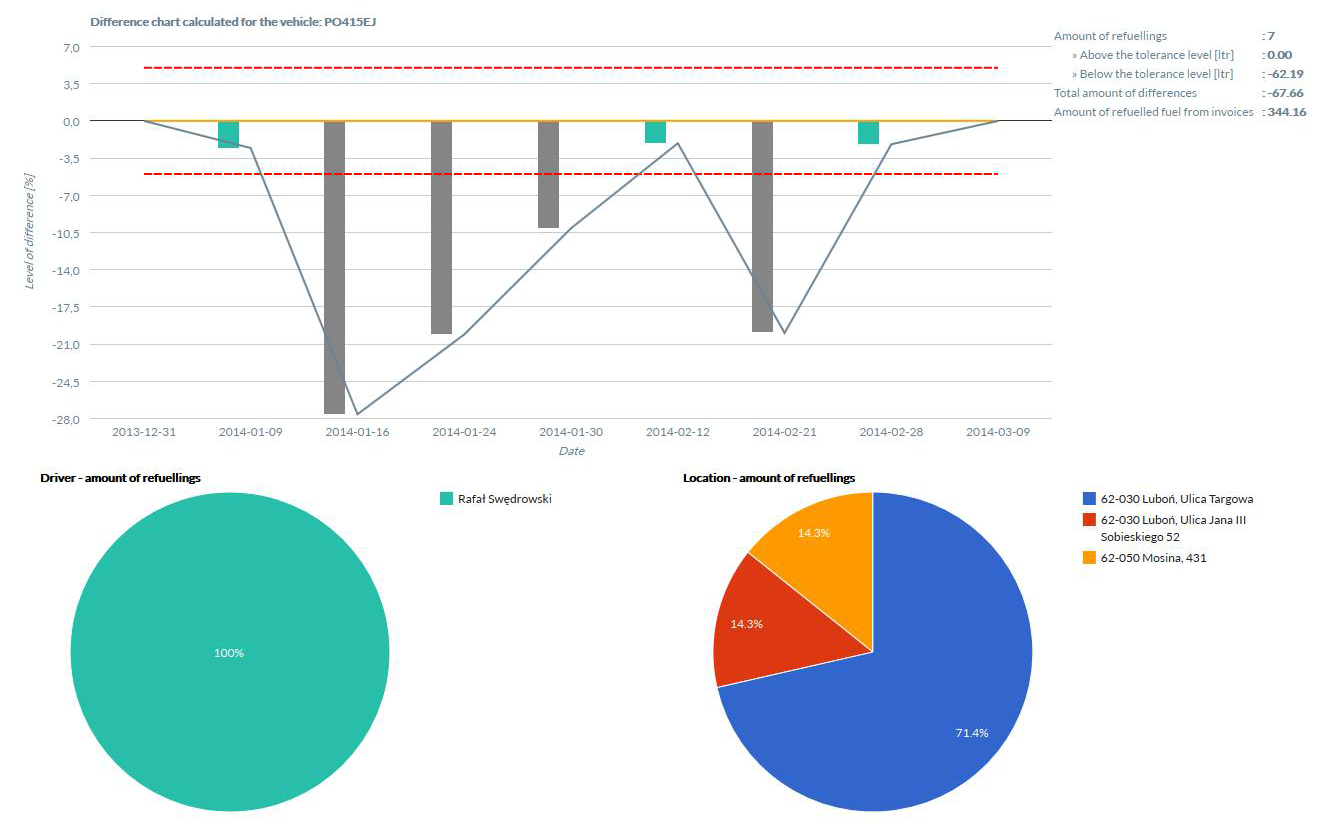 Difference chart calculated for the vehicle: PO415EJ
Amount of refuellings : 7
» Above the tolerance level [ltr] : 0.00
» Below the tolerance level [ltr] : -62.19
Total amount of differences : -67.66
Amount of refuelled fuel from invoices : 344.16
7,0
3,5
0,0
-3,5
-7,0
-10,5
-14,0
-17,5
-21,0
-24,5
-28,0
Level of difference [%]
2013-12-31 2014-01-09 2014-01-16 2014-01-24 2014-01-30 2014-02-12 2014-02-21 2014-02-28 2014-03-09
Date
Driver - amount of refuellings
Rafał Swędrowski
100%
Location - amount of refuellings
62-030 Luboń, Ulica Targowa
62-030 Luboń, Ulica Jana III
Sobieskiego 52
62-050 Mosina, 431
14.3%
14.3%
71.4%